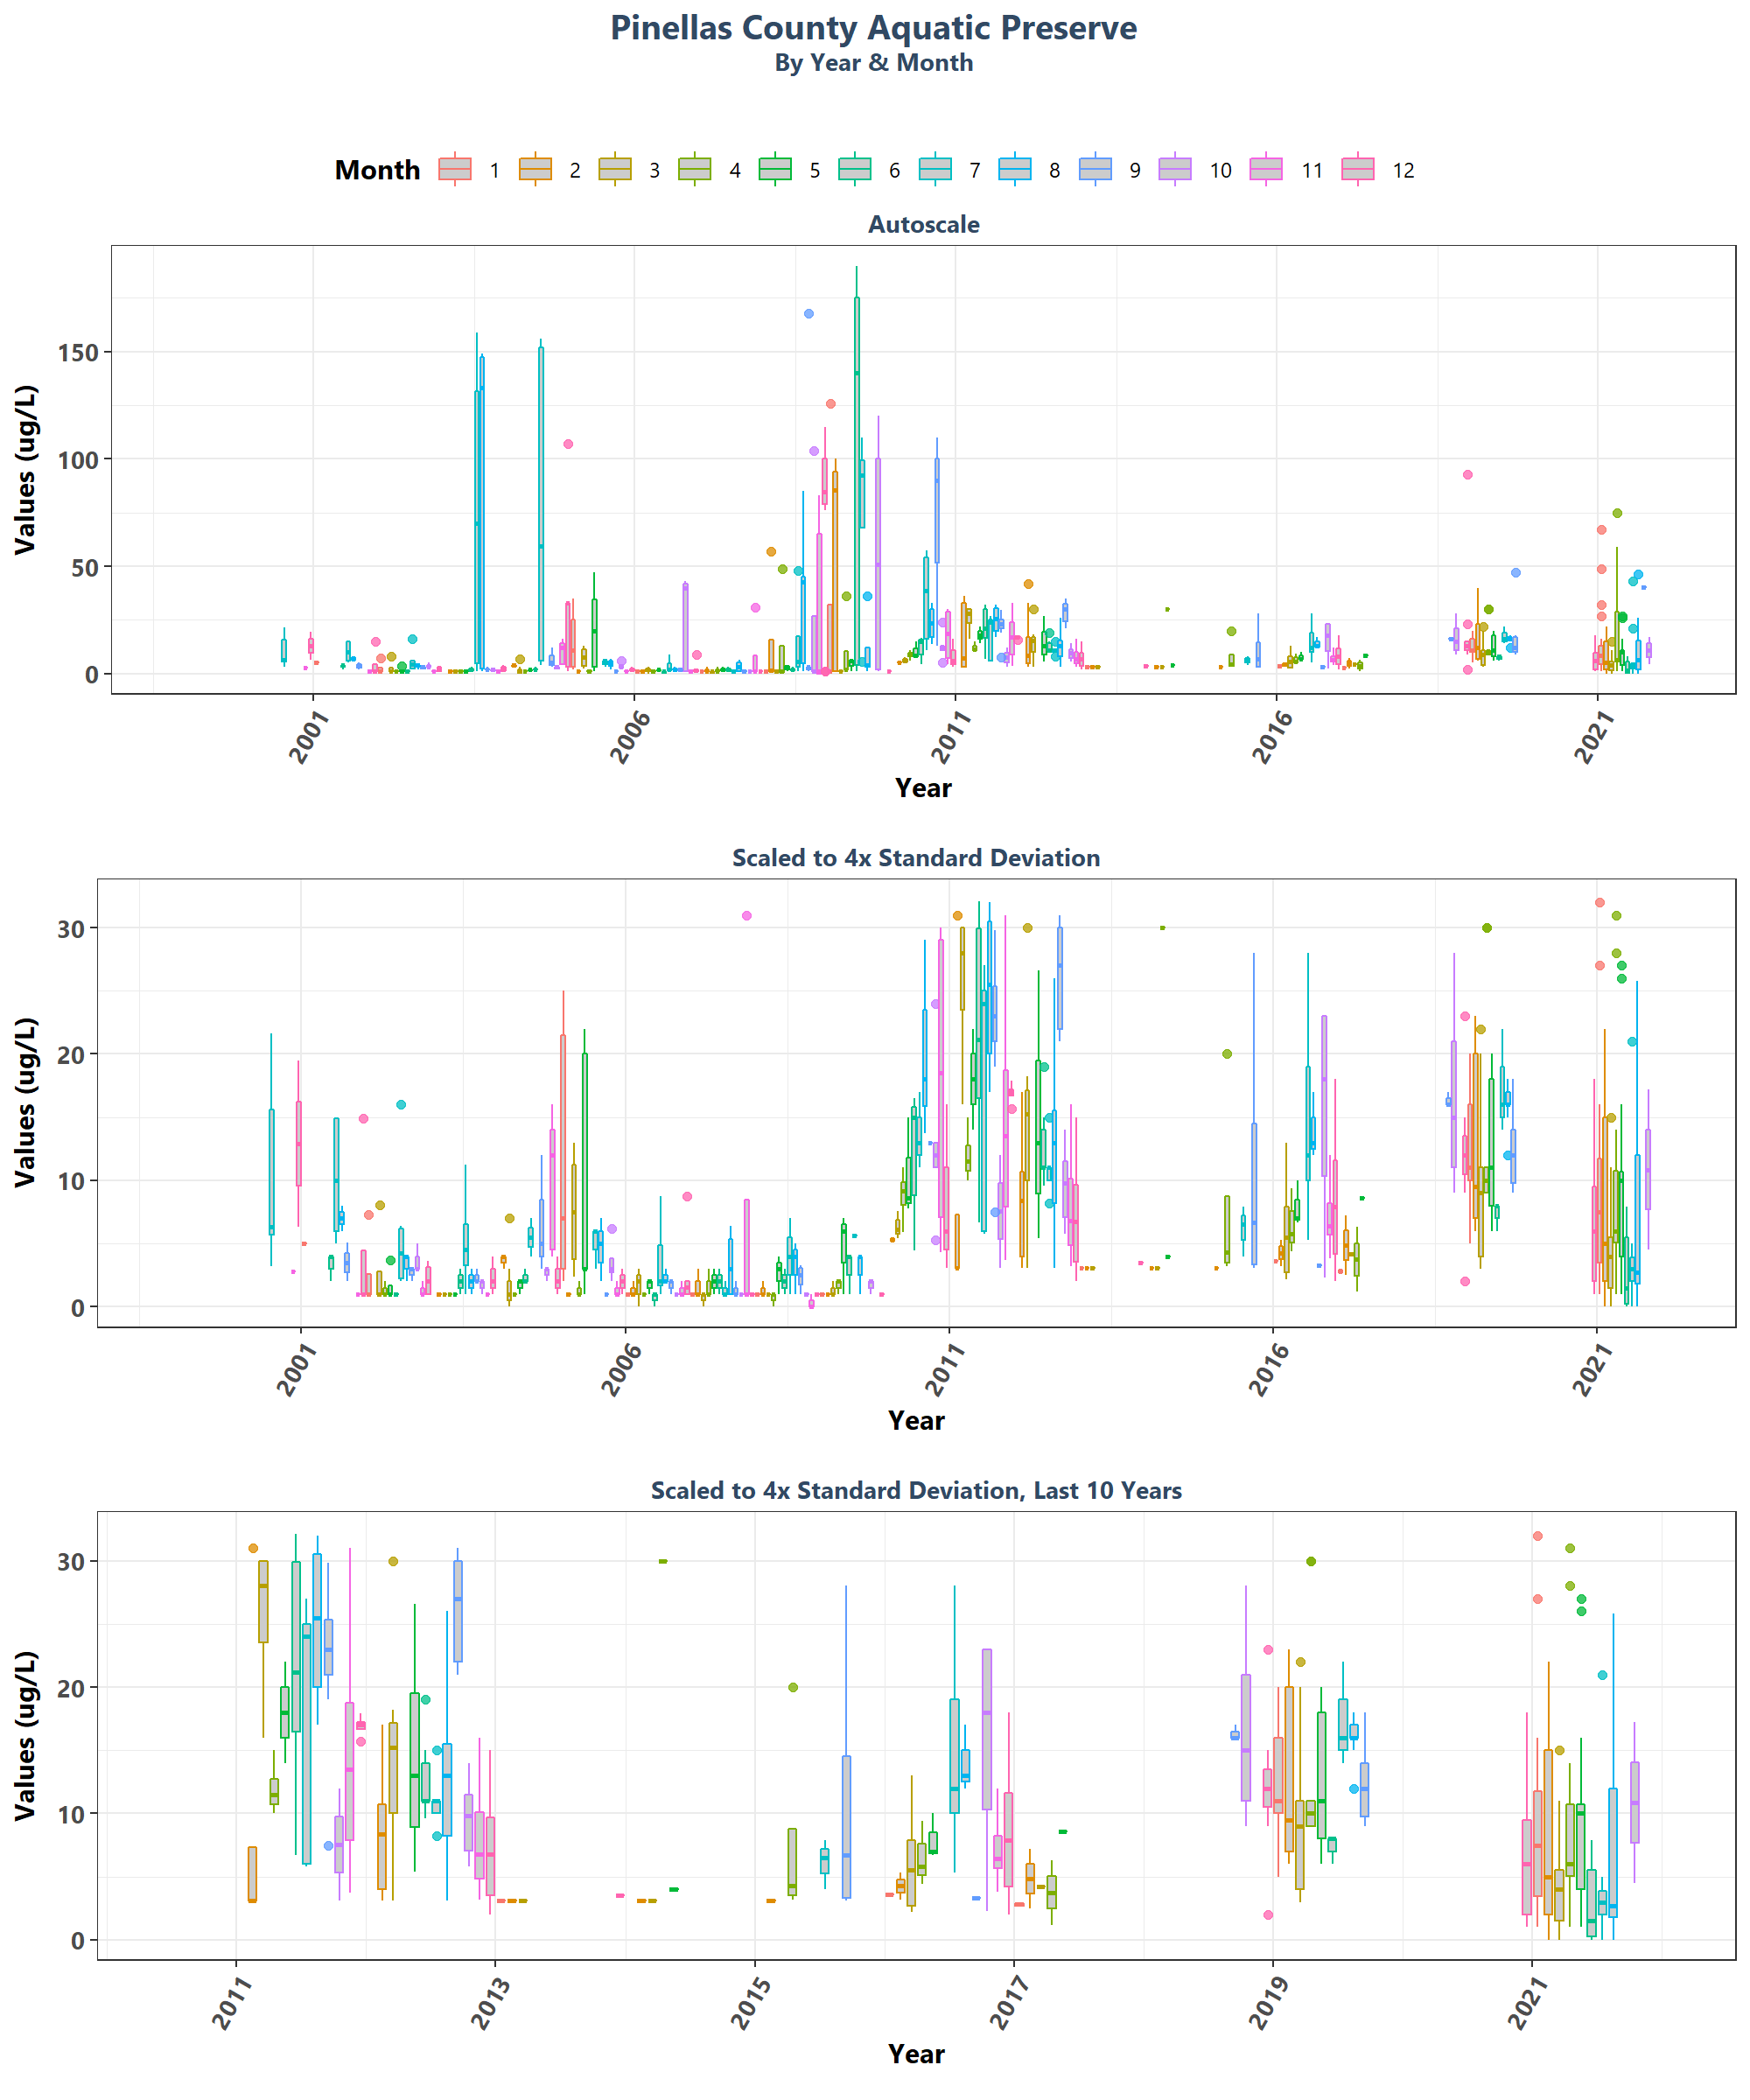 Pinellas County Aquatic Preserve
By Year & Month
Month 1 2 3 4 5 6 7 8 9 10 11 12
Autoscale
Values (ug/L)
150
100
50
0
2001 2006 2011 2016 2021
Year
Scaled to 4x Standard Deviation
Values (ug/L)
30
20
10
0
2001 2006 2011 2016 2021
Year
Scaled to 4x Standard Deviation, Last 10 Years
Values (ug/L)
30
20
10
0
2011 2013 2015 2017 2019 2021
Year